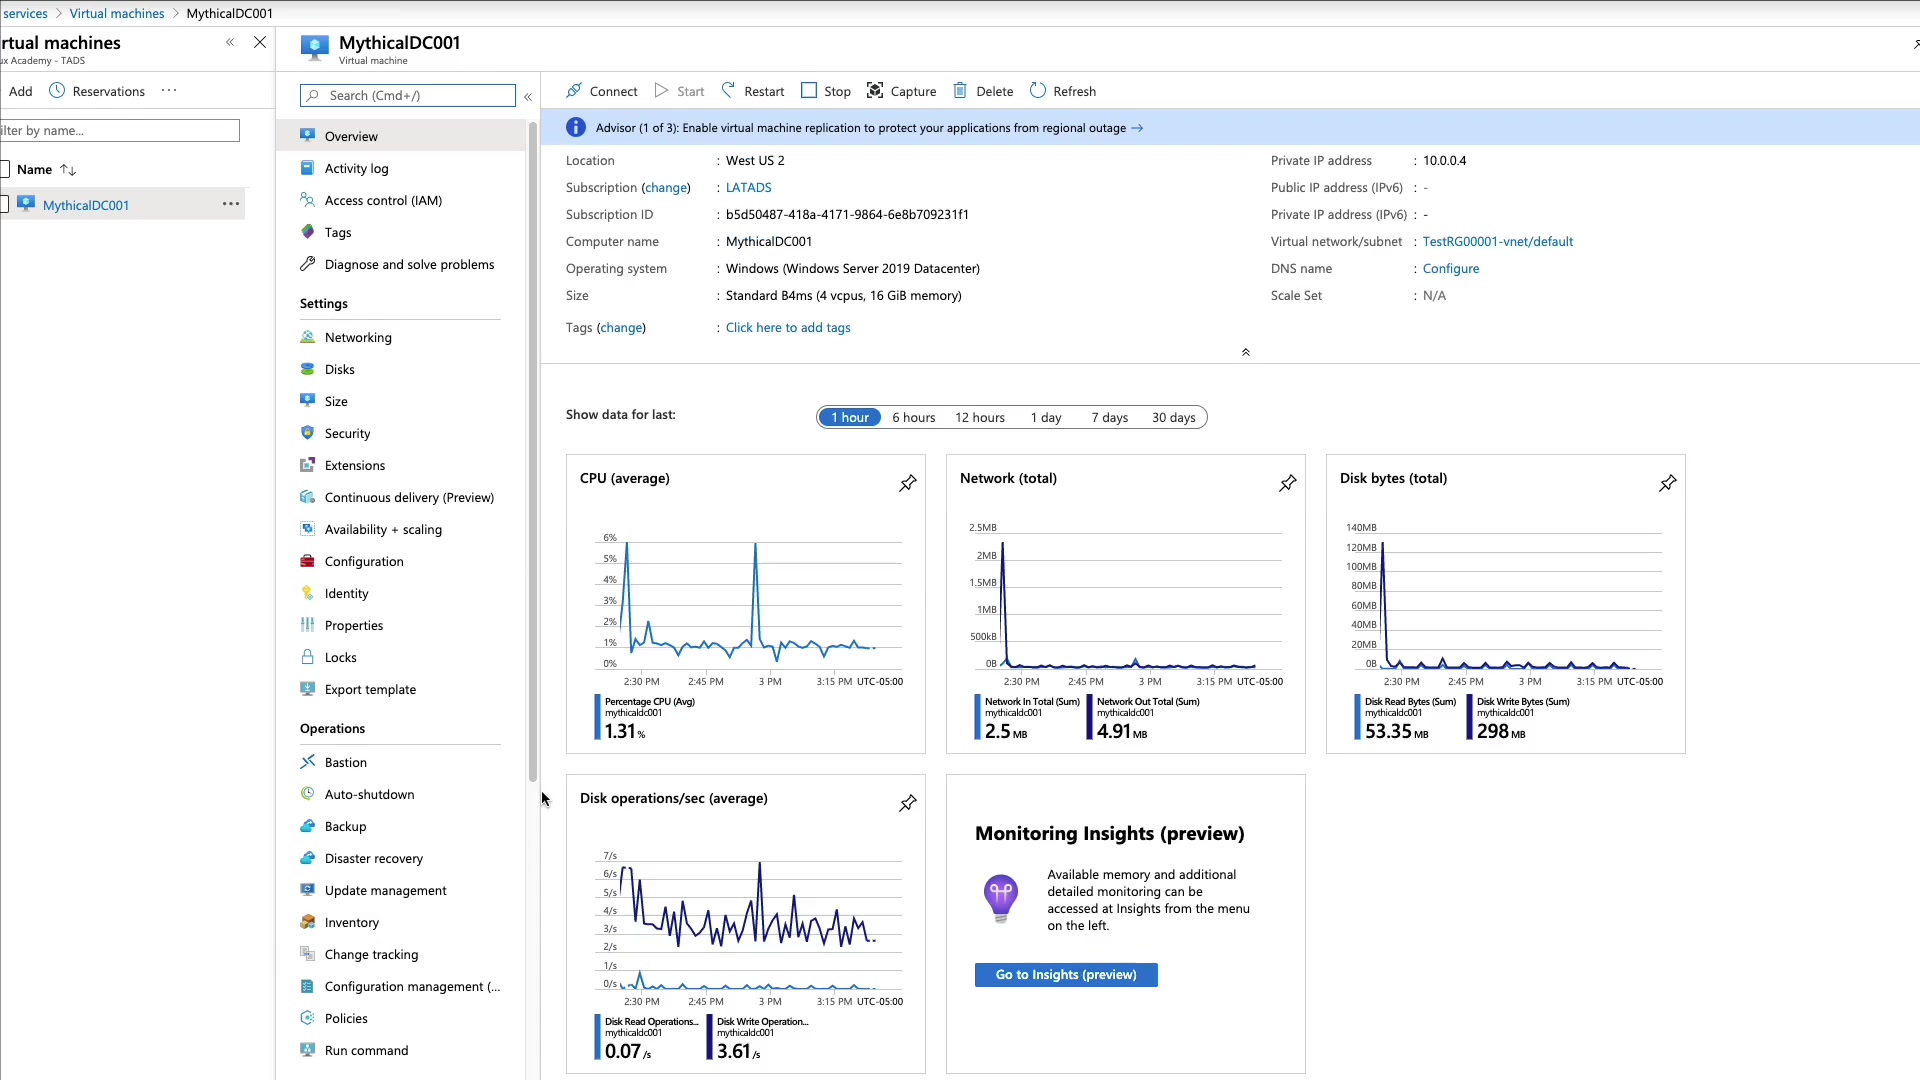 services > Virtual machines > MythicalDC001
rtual machines
ux Academy - TADS
Add Reservations ...
ilter by name...
Name
MythicalDC001 ...
MythicalDC001
Virtual machine
Search (Cmd+/)
Overview
Activity log
Access control (IAM)
Tags
Diagnose and solve problems
Settings
Networking
Disks
Size
Security
Extensions
Continuous delivery (Preview)
Availability + scaling
Configuration
Identity
Properties
Locks
Export template
Operations
Bastion
Auto-shutdown
Backup
Disaster recovery
Update management
Inventory
Change tracking
Configuration management (...
Policies
Run command
Connect Start Restart Stop Capture Delete Refresh
Advisor (1 of 3): Enable virtual machine replication to protect your applications from regional outage →
Location : West US 2
Subscription (change) : LATADS
Subscription ID : b5d50487-418a-4171-9864-6e8b709231f1
Computer name : MythicalDC001
Operating system : Windows (Windows Server 2019 Datacenter)
Size : Standard B4ms (4 vcpus, 16 GiB memory)
Tags (change) : Click here to add tags
Private IP address : 10.0.0.4
Public IP address (IPv6) : -
Private IP address (IPv6) : -
Virtual network/subnet : TestRG00001-vnet/default
DNS name : Configure
Scale Set : N/A
Show data for last:
1 hour 6 hours 12 hours 1 day 7 days 30 days
CPU (average)
6%
5%
4%
3%
2%
1%
0%
2:30 PM 2:45 PM 3 PM 3:15 PM UTC-05:00
Percentage CPU (Avg)
mythicaldc001
1.31 %
Network (total)
2.5MB
2MB
1.5MB
1MB
500kB
0B
2:30 PM 2:45 PM 3 PM 3:15 PM UTC-05:00
Network In Total (Sum) Network Out Total (Sum)
mythicaldc001 mythicaldc001
2.5 MB 4.91 MB
Disk bytes (total)
140MB
120MB
100MB
80MB
60MB
40MB
20MB
0B
2:30 PM 2:45 PM 3 PM 3:15 PM UTC-05:00
Disk Read Bytes (Sum) Disk Write Bytes (Sum)
mythicaldc001 mythicaldc001
53.35 MB 298 MB
Disk operations/sec (average)
7/s
6/s
5/s
4/s
3/s
2/s
1/s
0/s
2:30 PM 2:45 PM 3 PM 3:15 PM UTC-05:00
Disk Read Operations... Disk Write Operation...
mythicaldc001 mythicaldc001
0.07 /s 3.61 /s
Monitoring Insights (preview)
Available memory and additional
detailed monitoring can be
accessed at Insights from the menu
on the left.
Go to Insights (preview)